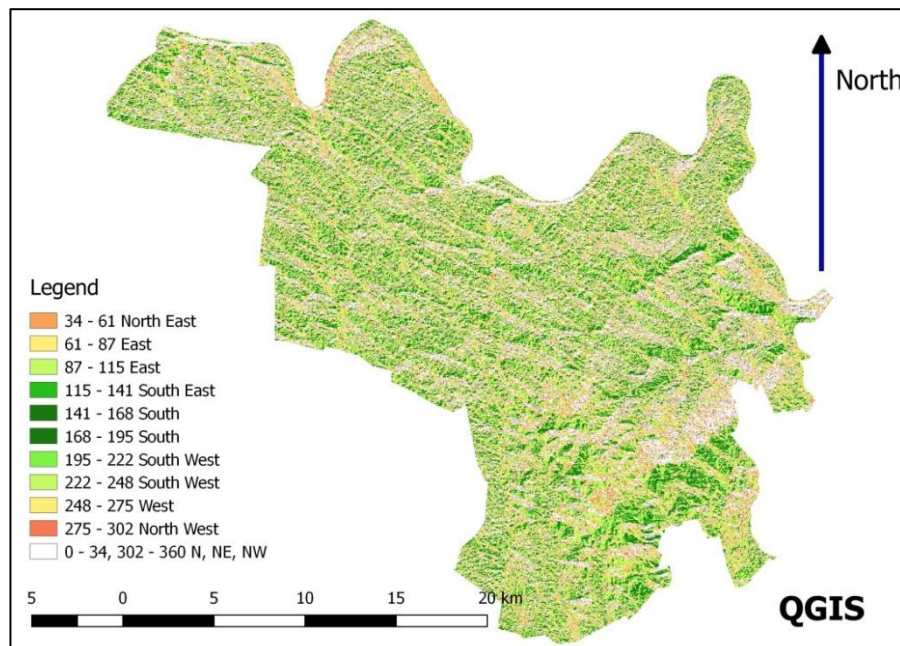 North
Legend
34 - 61 North East
61 - 87 East
87 - 115 East
115 - 141 South East
141 - 168 South
168 - 195 South
195 - 222 South West
222 - 248 South West
248 - 275 West
275 - 302 North West
0 - 34, 302 - 360 N, NE, NW
5 0 5 10 15 20 km
QGIS